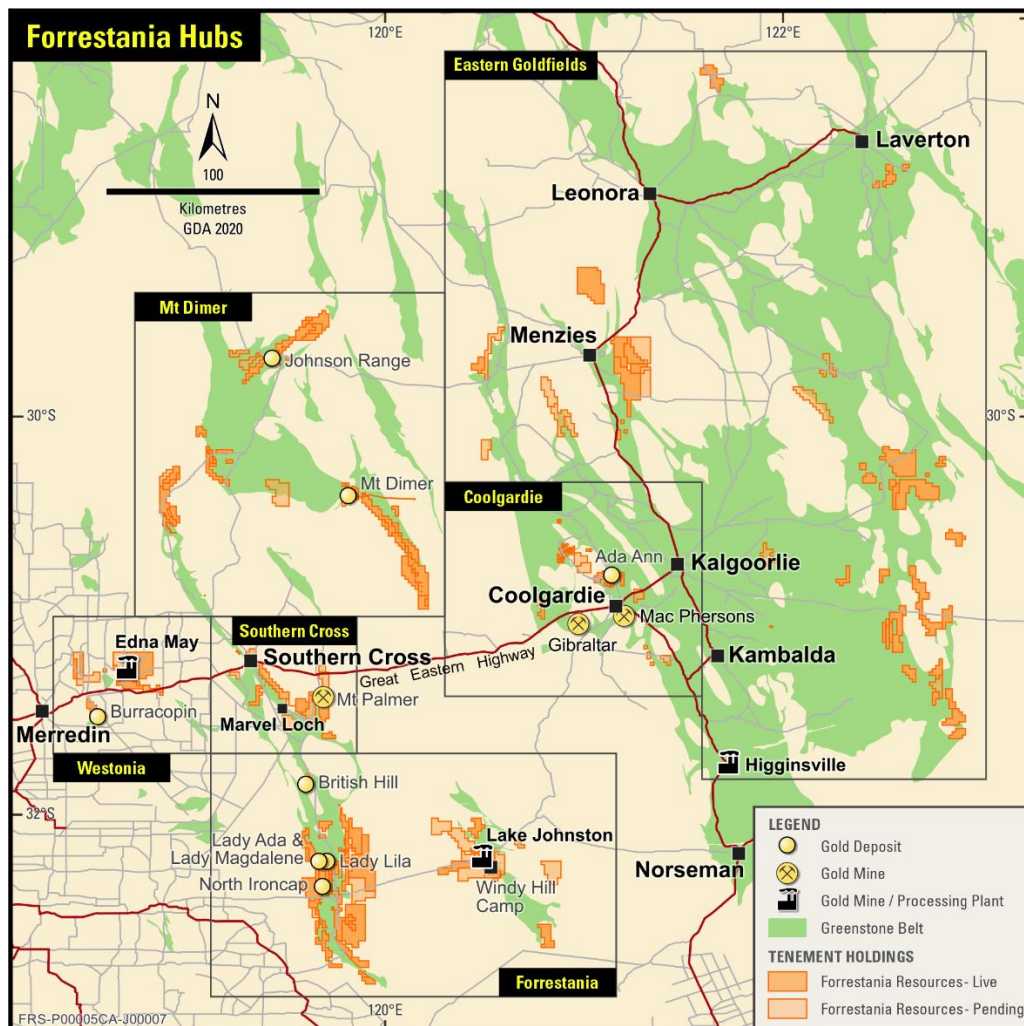 Forrestania Hubs
120°E
122°E
Eastern Goldfields
N
100
Kilometres
GDA 2020
Laverton
Leonora
Mt Dimer
Johnson Range
Menzies
30°S
30°S
Mt Dimer
Coolgardie
Ada Ann
Kalgoorlie
Coolgardie
Mac Phersons
Gibraltar
Edna May
Southern Cross
Southern Cross
Great Eastern Highway
Kambalda
Mt Palmer
Burracopin
Marvel Loch
Merredin
Westonia
Higginsville
British Hill
32°S
Lake Johnston
Lady Ada &
Lady Magdalene
Lady Lila
North Ironcap
Windy Hill
Camp
Norseman
Forrestania
LEGEND
Gold Deposit
Gold Mine
Gold Mine / Processing Plant
Greenstone Belt
TENEMENT HOLDINGS
Forrestania Resources - Live
Forrestania Resources - Pending
FRS-P00005CA-J00007
120°E